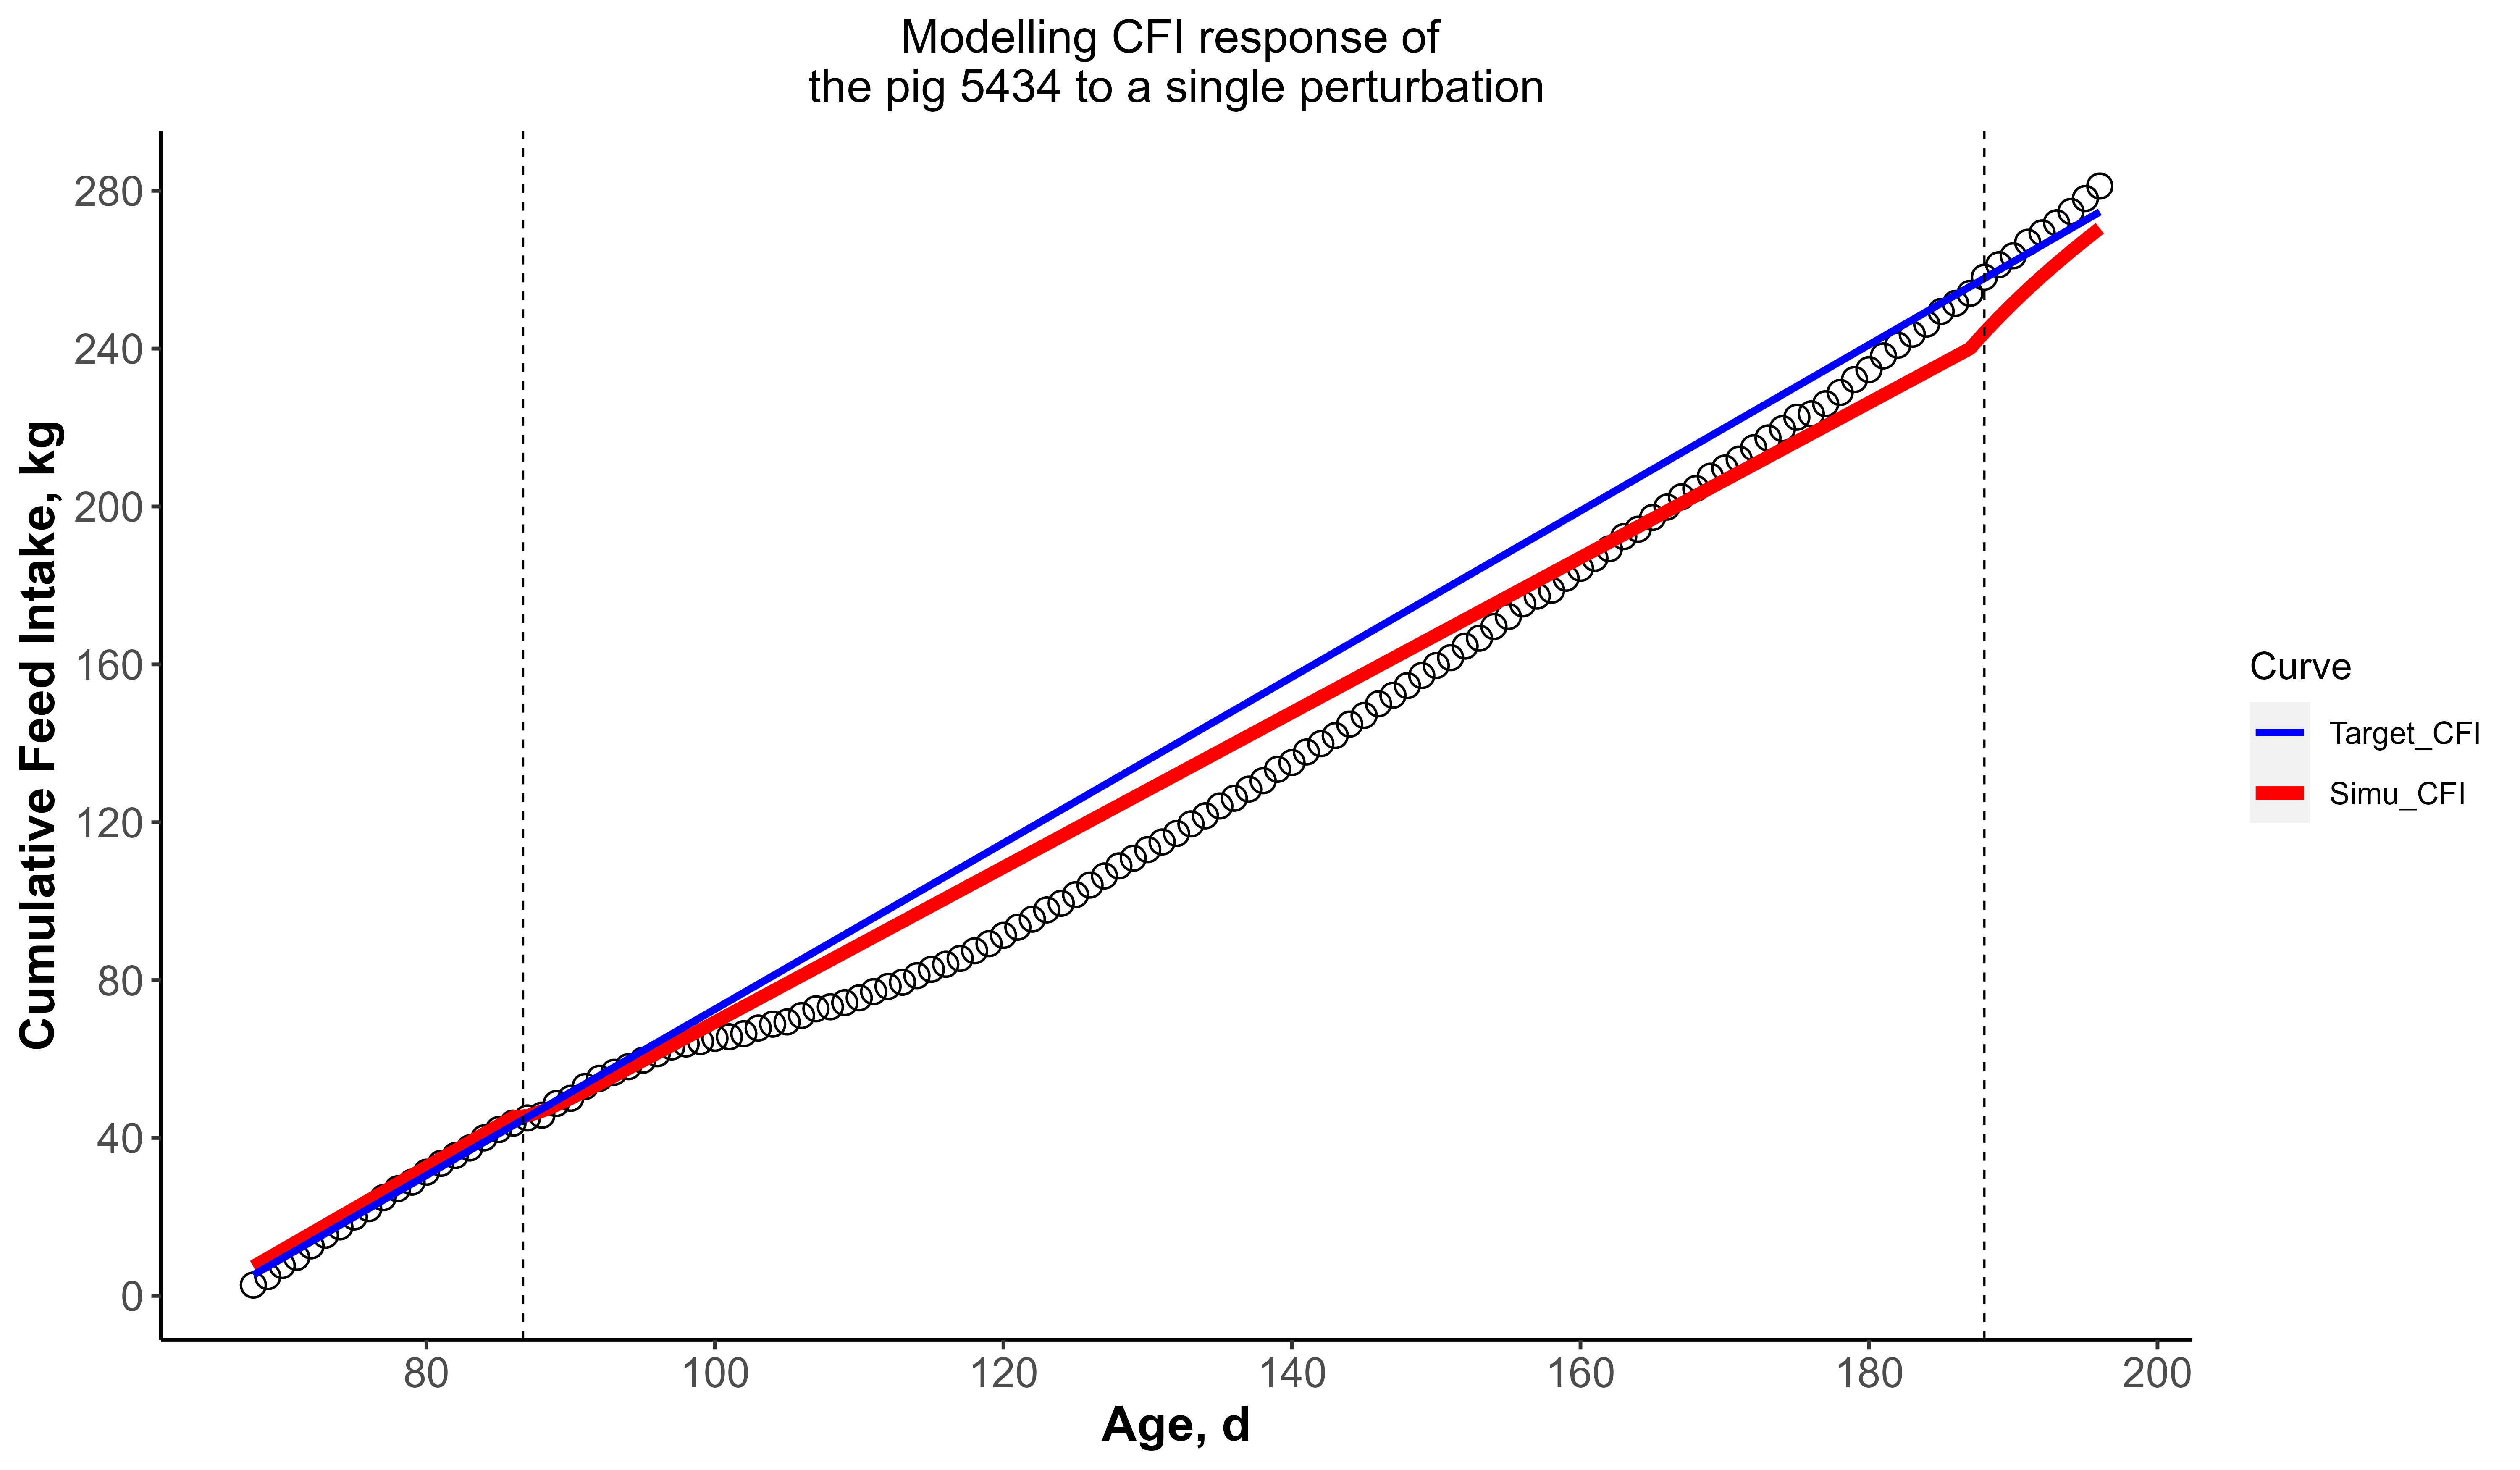 Modelling CFI response of
the pig 5434 to a single perturbation
Cumulative Feed Intake, kg
280
240
200
160
120
80
40
0
80 100 120 140 160 180 200
Age, d
Curve
Target_CFI
Simu_CFI